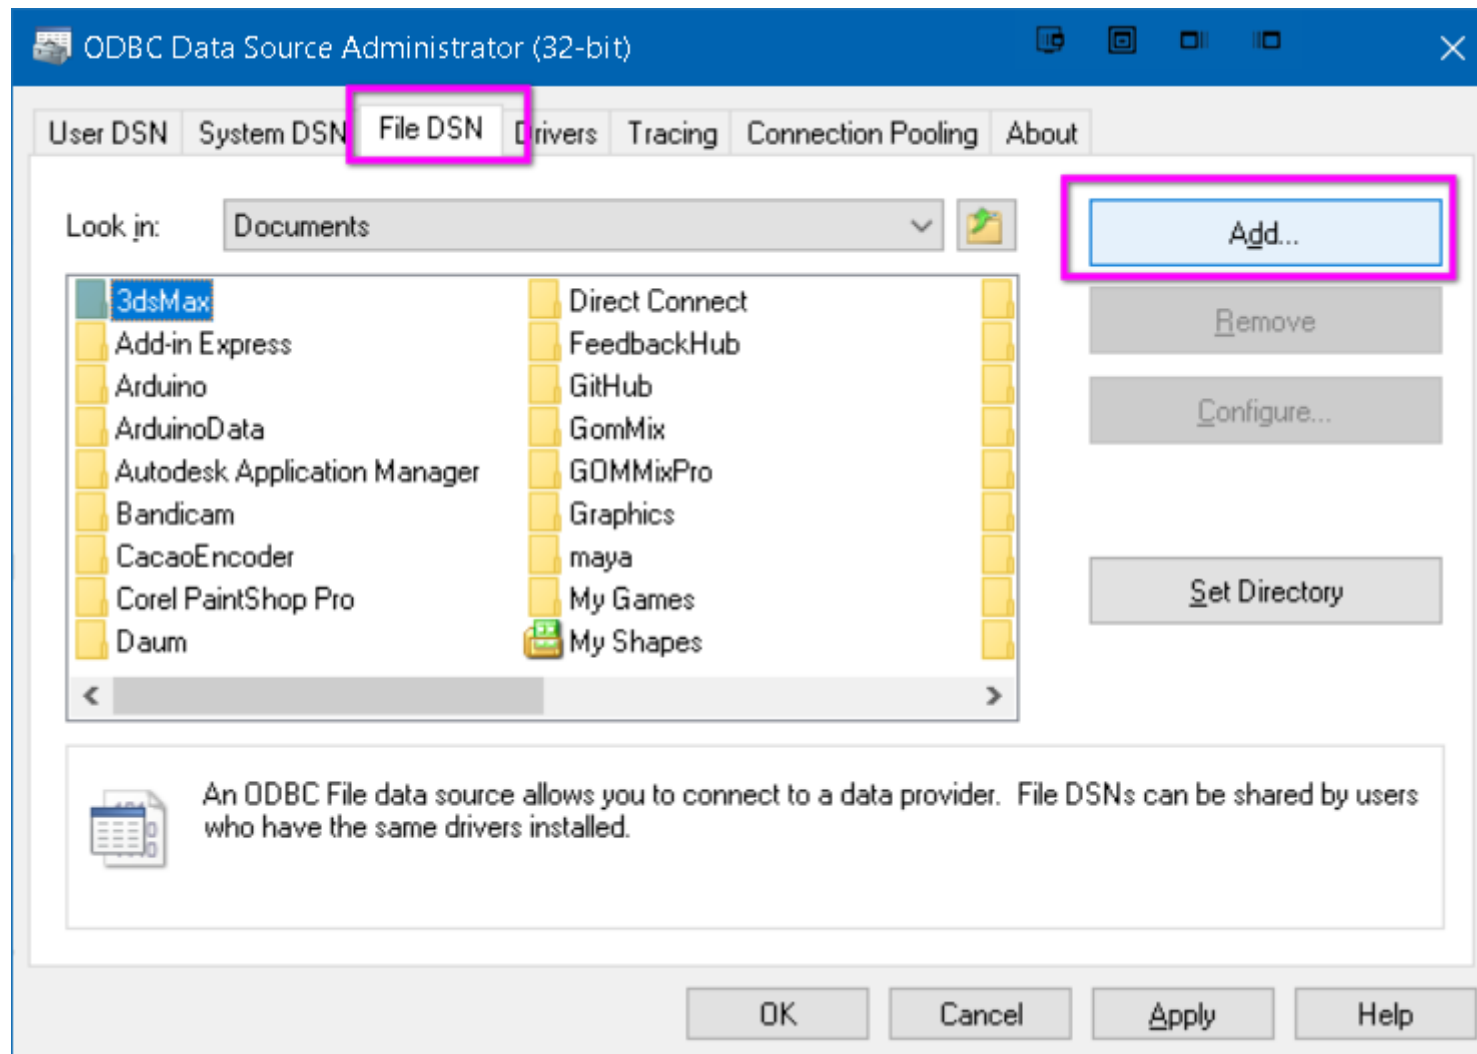 ODBC Data Source Administrator (32-bit)
User DSN System DSN File DSN Drivers Tracing Connection Pooling About
Look in: Documents
Add...
3dsMax Direct Connect
Remove
Add-in Express FeedbackHub
Arduino GitHub
Configure...
ArduinoData GomMix
Autodesk Application Manager GOMMixPro
Bandicam Graphics
CacaoEncoder maya
Corel PaintShop Pro My Games
Set Directory
Daum My Shapes
An ODBC File data source allows you to connect to a data provider. File DSNs can be shared by users
who have the same drivers installed.
OK Cancel Apply Help